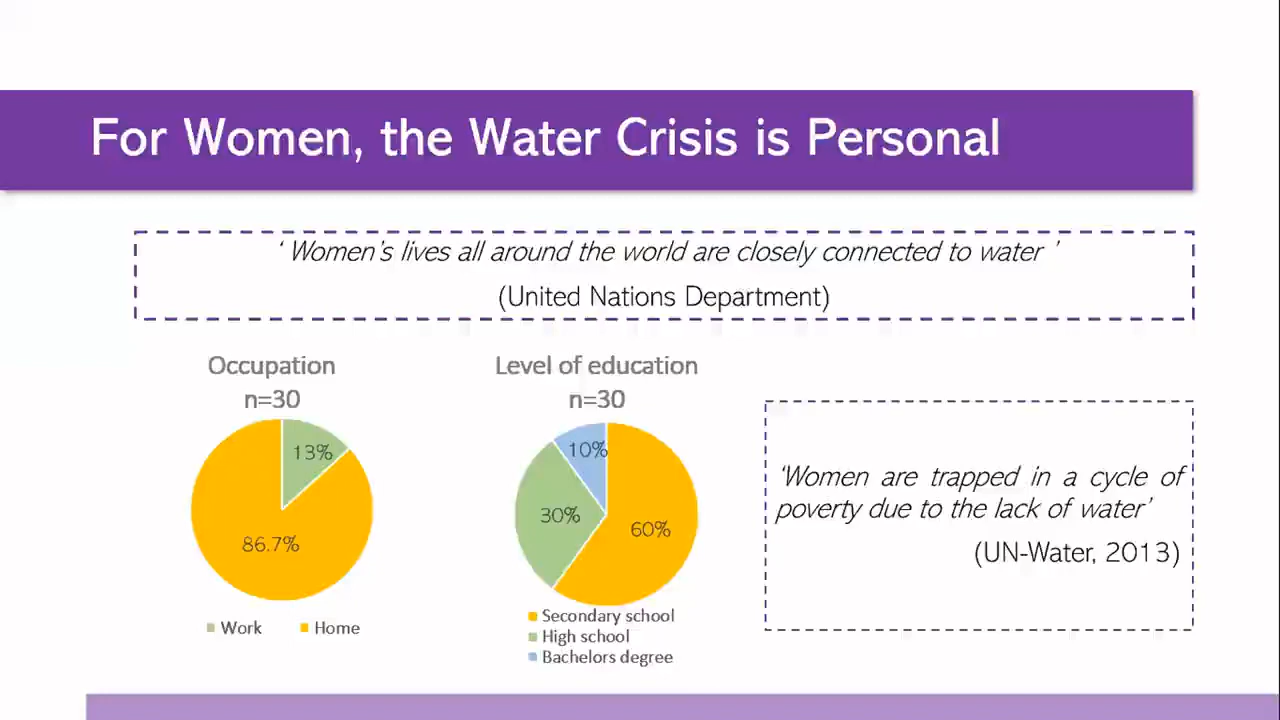 For Women, the Water Crisis is Personal
‘ Women’s lives all around the world are closely connected to water ’
(United Nations Department)
Occupation
n=30
13%
86.7%
Work
Home
Level of education
n=30
10%
30%
60%
Secondary school
High school
Bachelors degree
‘Women are trapped in a cycle of
poverty due to the lack of water’
(UN-Water, 2013)